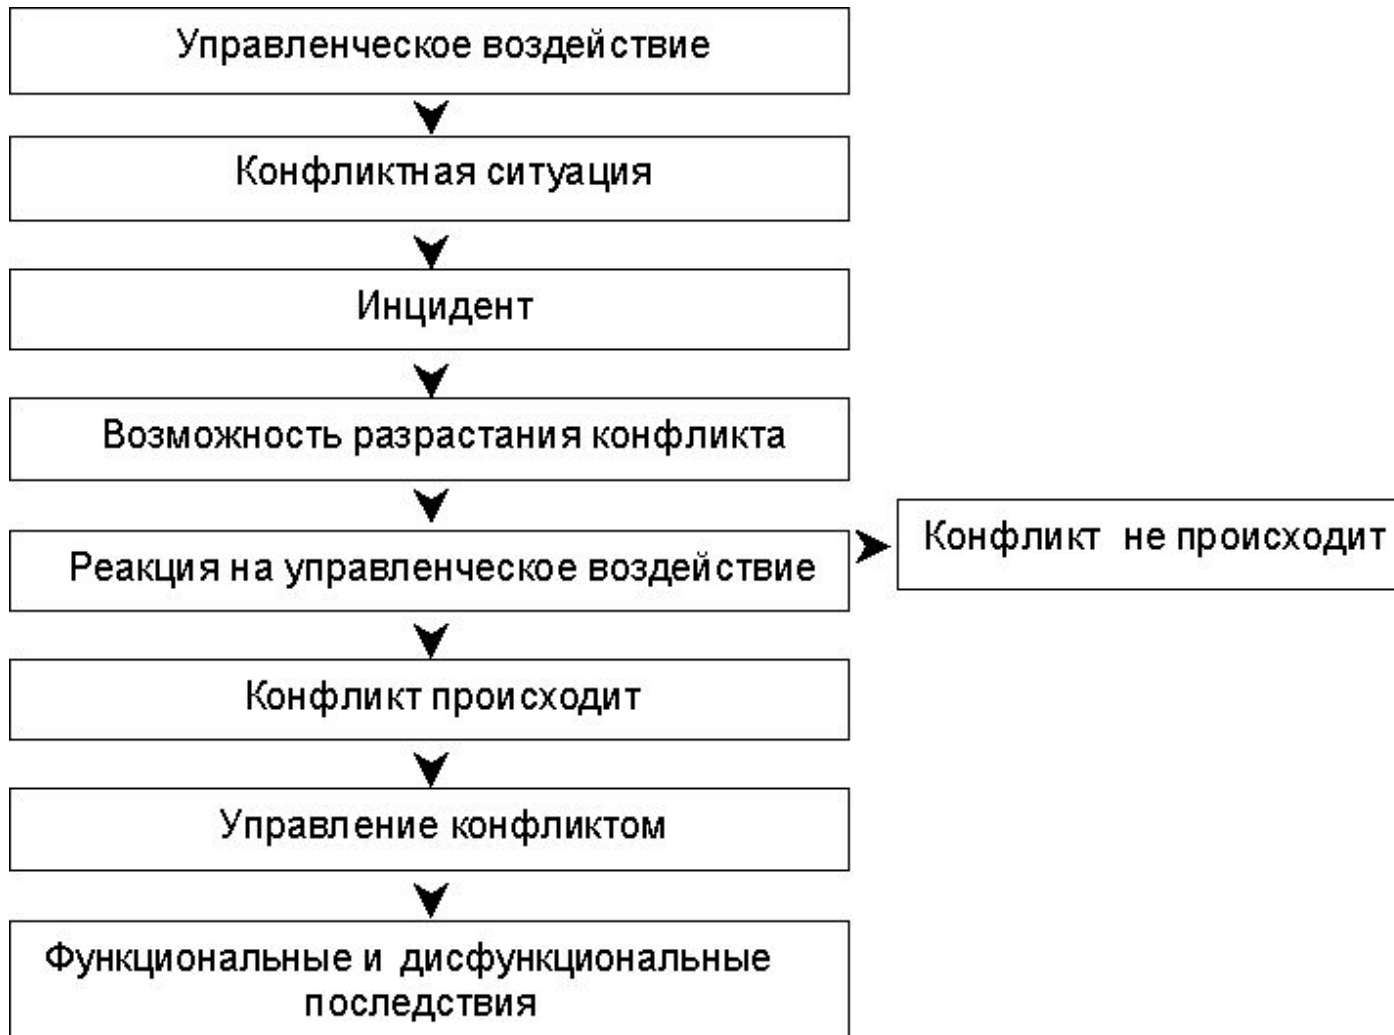 Управленческое воздействие
Конфликтная ситуация
Инцидент
Возможность разрастания конфликта
Реакция на управленческое воздействие
Конфликт не происходит
Конфликт происходит
Управление конфликтом
Функциональные и дисфункциональные
последствия